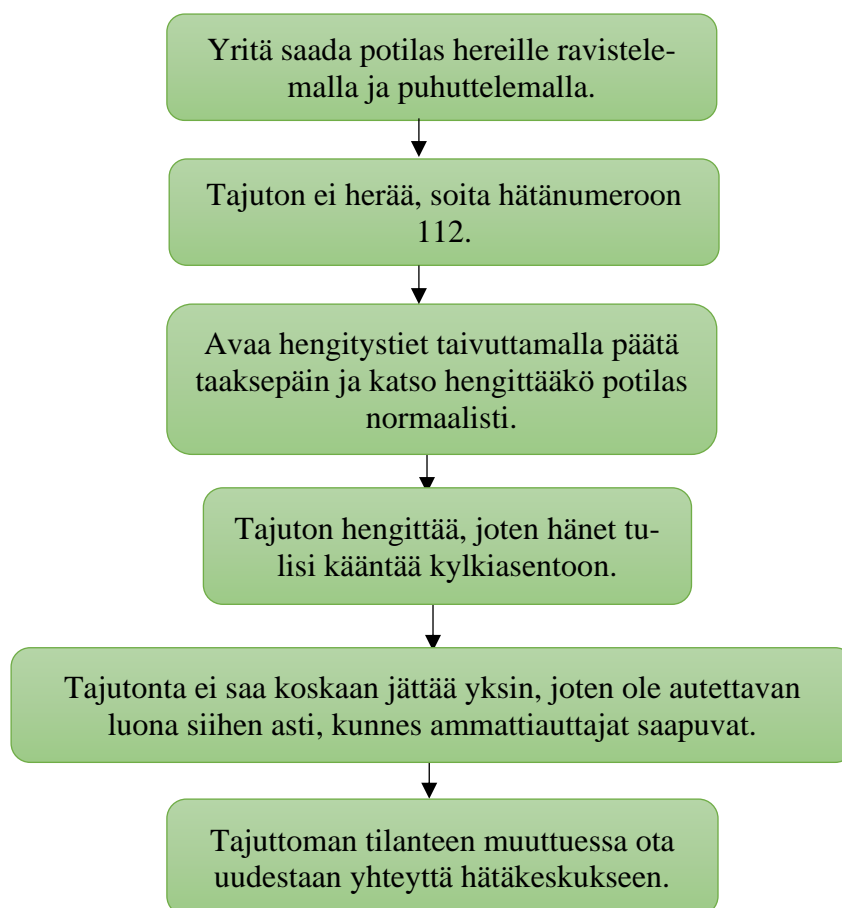 Yritä saada potilas hereille ravistele-
malla ja puhuttelemalla.
Tajuton ei herää, soita hätänumeroon
112.
Avaa hengitystiet taivuttamalla päätä
taaksepäin ja katso hengittääkö potilas
normaalisti.
Tajuton hengittää, joten hänet tu-
lisi kääntää kylkiasentoon.
Tajutonta ei saa koskaan jättää yksin, joten ole autettavan
luona siihen asti, kunnes ammattiauttajat saapuvat.
Tajuttoman tilanteen muuttuessa ota
uudestaan yhteyttä hätäkeskukseen.